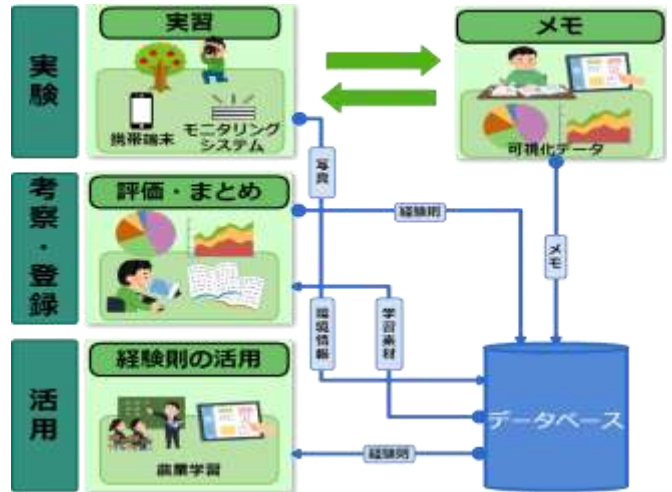 実験
実習
携帯端末
モニタリング
システム
メモ
可視化データ
写真
考察・登録
評価・まとめ
経験則
メモ
環境情報
学習素材
活用
経験則の活用
農業学習
経験則
データベース